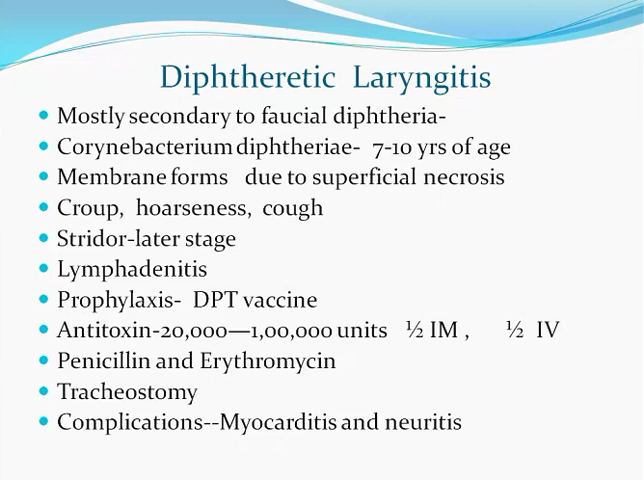 Diphtheretic Laryngitis
Mostly secondary to faucial diphtheria-
Corynebacterium diphtheriae- 7-10 yrs of age
Membrane forms due to superficial necrosis
Croup, hoarseness, cough
Stridor-later stage
Lymphadenitis
Prophylaxis- DPT vaccine
Antitoxin-20,000—1,00,000 units ½ IM , ½ IV
Penicillin and Erythromycin
Tracheostomy
Complications--Myocarditis and neuritis